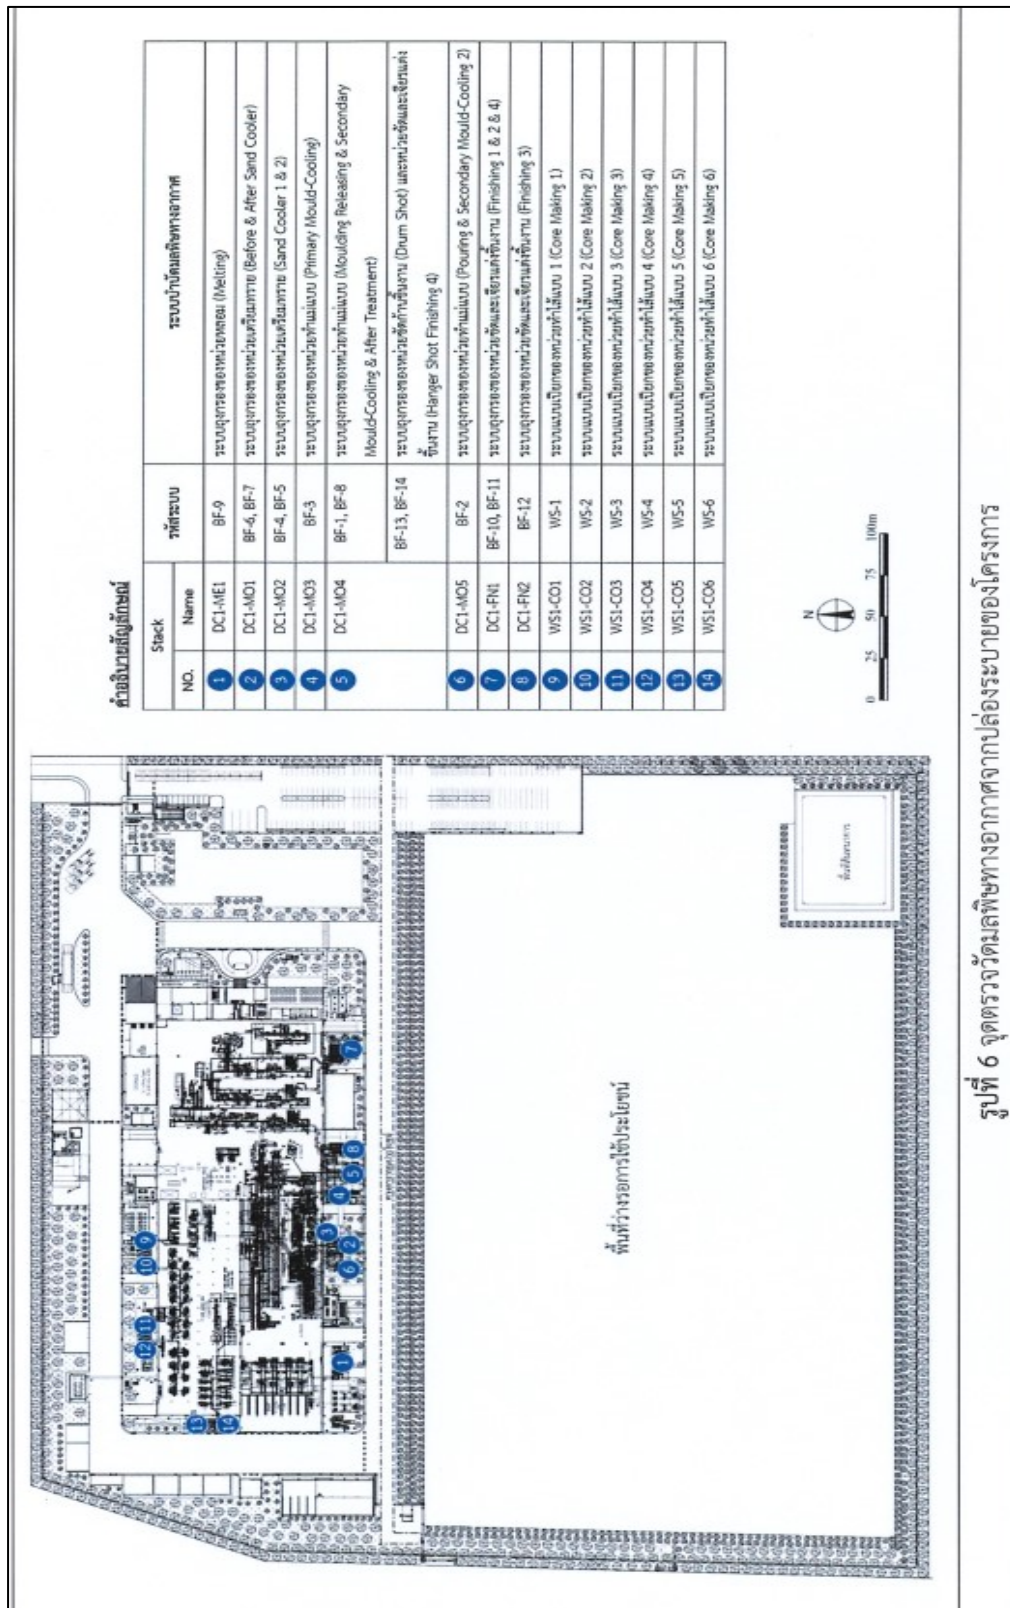 คำอธิบายสัญลักษณ์
Stack
รหัสระบบ
ระบบบำบัดมลพิษทางอากาศ
NO.
Name
1 DC1-ME1 BF-9 ระบบถุงกรองของหน่วยหลอม (Melting)
2 DC1-MO1 BF-6, BF-7 ระบบถุงกรองของหน่วยเตรียมทราย (Before & After Sand Cooler)
3 DC1-MO2 BF-4, BF-5 ระบบถุงกรองของหน่วยเตรียมทราย (Sand Cooler 1 & 2)
4 DC1-MO3 BF-3 ระบบถุงกรองของหน่วยทำแม่แบบ (Primary Mould-Cooling)
5 DC1-MO4 BF-1, BF-8 ระบบถุงกรองของหน่วยทำแม่แบบ (Moulding Releasing & Secondary
Mould-Cooling & After Treatment)
BF-13, BF-14 ระบบถุงกรองของหน่วยขัดก้านชิ้นงาน (Drum Shot) และหน่วยขัดและเจียรแต่ง
ชิ้นงาน (Hanger Shot Finishing 4)
6 DC1-MO5 BF-2 ระบบถุงกรองของหน่วยทำแม่แบบ (Pouring & Secondary Mould-Cooling 2)
7 DC1-FN1 BF-10, BF-11 ระบบถุงกรองของหน่วยขัดและเจียรแต่งชิ้นงาน (Finishing 1 & 2 & 4)
8 DC1-FN2 BF-12 ระบบถุงกรองของหน่วยขัดและเจียรแต่งชิ้นงาน (Finishing 3)
9 WS1-CO1 WS-1 ระบบแบบเปียกของหน่วยทำไส้แบบ 1 (Core Making 1)
10 WS1-CO2 WS-2 ระบบแบบเปียกของหน่วยทำไส้แบบ 2 (Core Making 2)
11 WS1-CO3 WS-3 ระบบแบบเปียกของหน่วยทำไส้แบบ 3 (Core Making 3)
12 WS1-CO4 WS-4 ระบบแบบเปียกของหน่วยทำไส้แบบ 4 (Core Making 4)
13 WS1-CO5 WS-5 ระบบแบบเปียกของหน่วยทำไส้แบบ 5 (Core Making 5)
14 WS1-CO6 WS-6 ระบบแบบเปียกของหน่วยทำไส้แบบ 6 (Core Making 6)
N
0 25 50 75 100m
13
14
12
11
10
9
1
6
2
3
4
5
8
7
พื้นที่ว่างรอการใช้ประโยชน์
พื้นที่สันทนาการ
รูปที่ 6 จุดตรวจวัดมลพิษทางอากาศจากปล่องระบายของโครงการ